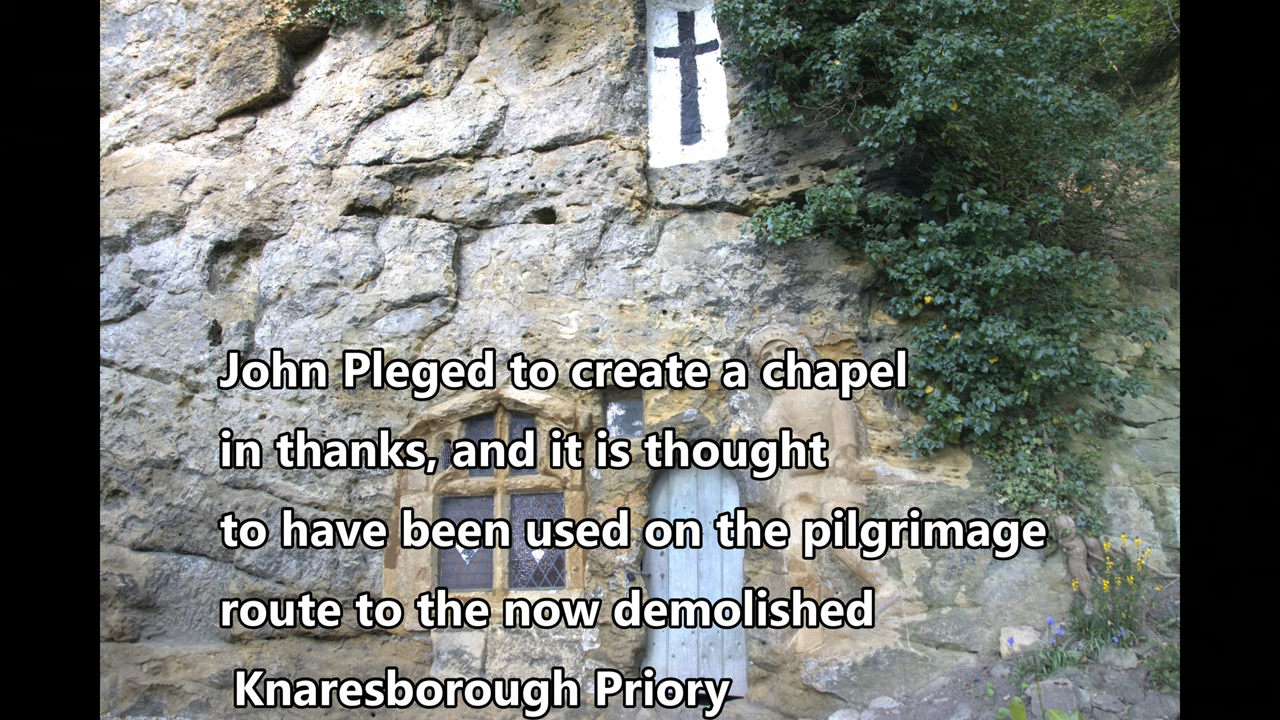 John Pleged to create a chapel
in thanks, and it is thought
to have been used on the pilgrimage
route to the now demolished
Knaresborough Priory